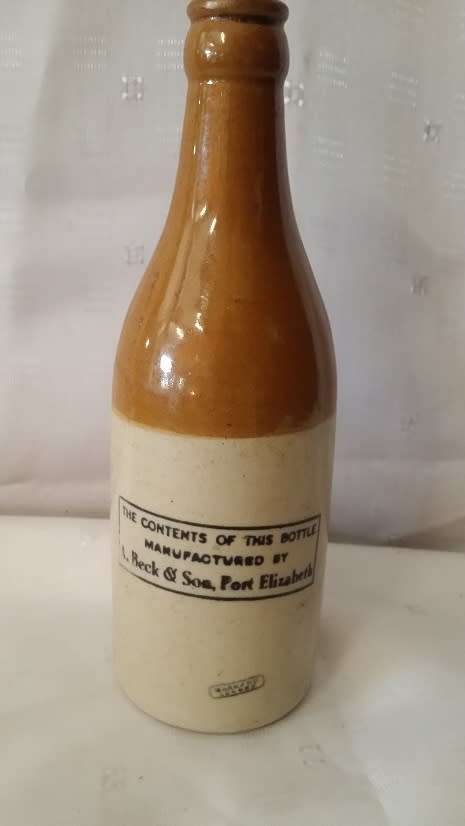 THE CONTENTS OF THIS BOTTLE
MANUFACTURED BY
A. Beck & Son, Port Elizabeth